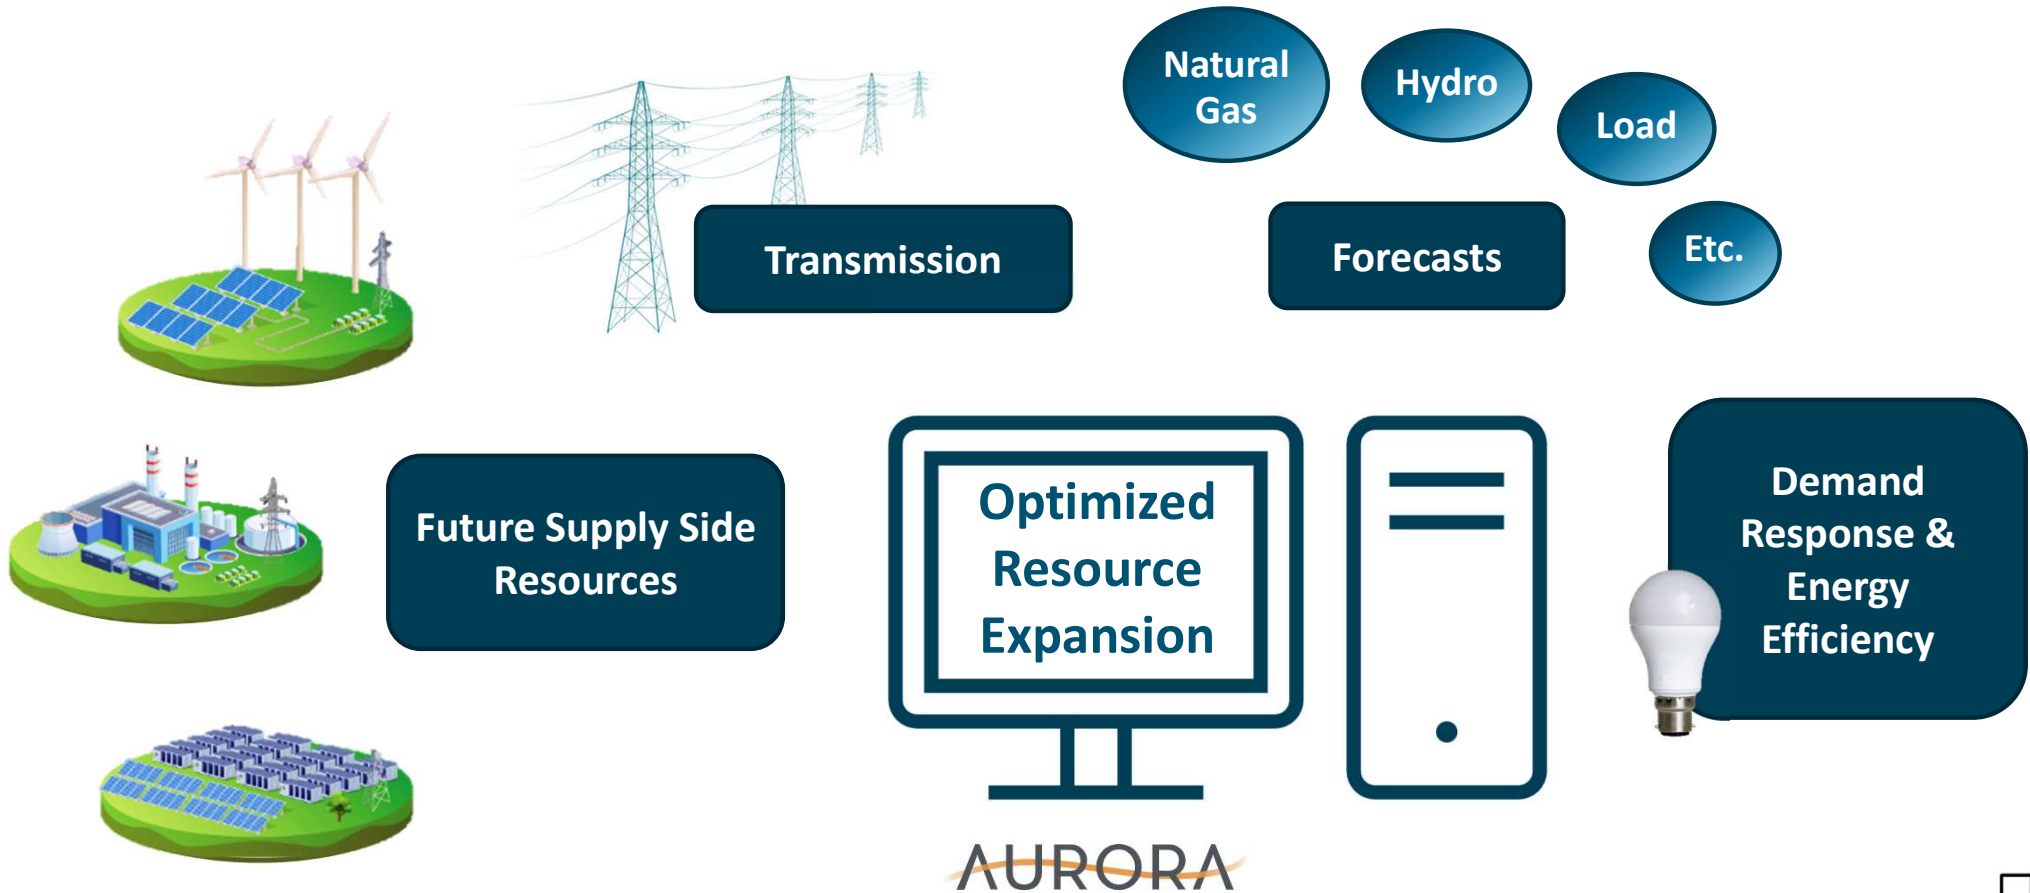 Natural
Gas
Hydro
Load
Etc.
Transmission
Forecasts
Future Supply Side
Resources
Optimized
Resource
Expansion
Demand
Response &
Energy
Efficiency
AURORA